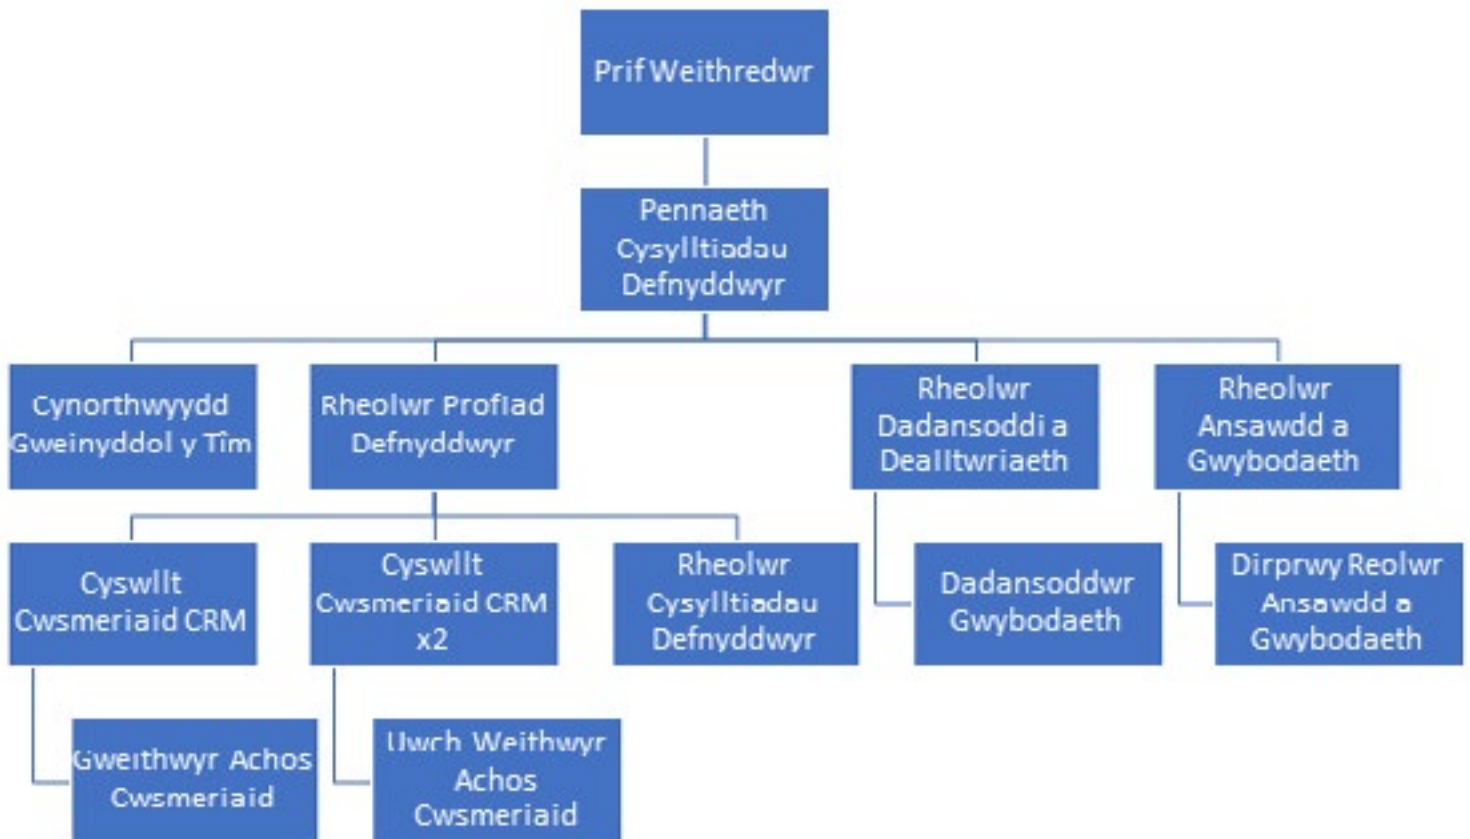 Prif Weithredwr
Pennaeth
Cysylltiadau
Defnyddwyr
Cynorthwyydd
Gweinyddol y Tîm
Rheolwr Profiad
Defnyddwyr
Rheolwr
Dadansoddi a
Dealltwriaeth
Rheolwr
Ansawdd a
Gwybodaeth
Cyswllt
Cwsmeriaid CRM
Cyswllt
Cwsmeriaid CRM
x2
Rheolwr
Cysylltiadau
Defnyddwyr
Dadansoddwr
Gwybodaeth
Dirprwy Reolwr
Ansawdd a
Gwybodaeth
Gweithwyr Achos
Cwsmeriaid
Uwch Weithwyr
Achos
Cwsmeriaid